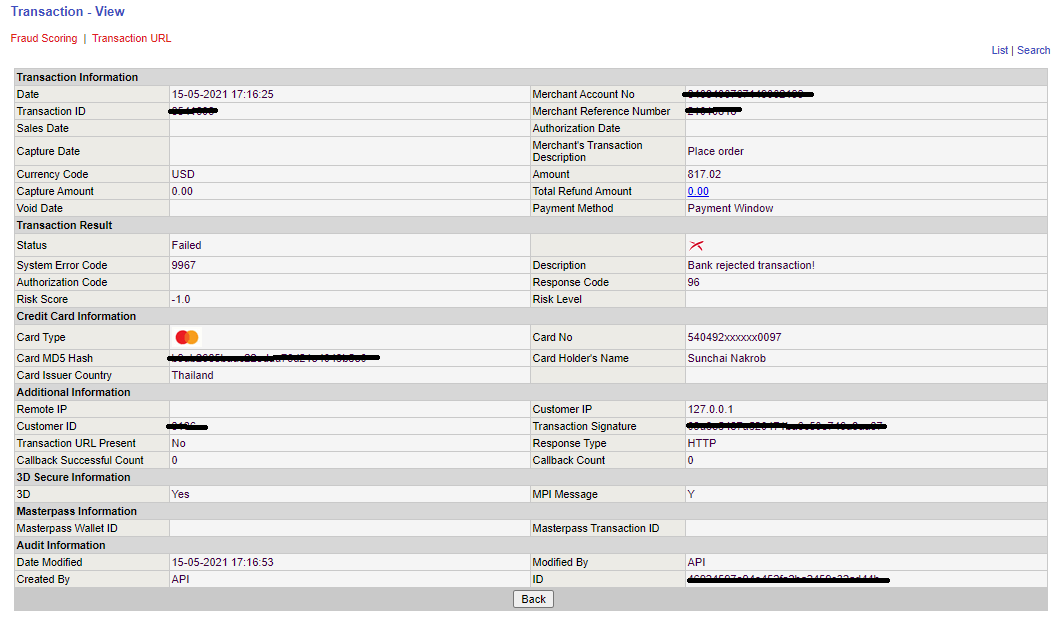 Transaction - View
Fraud Scoring | Transaction URL
List | Search
Transaction Information
Date 15-05-2021 17:16:25 Merchant Account No
Transaction ID Merchant Reference Number
Sales Date Authorization Date
Capture Date Merchant's Transaction
Description Place order
Currency Code USD Amount 817.02
Capture Amount 0.00 Total Refund Amount 0.00
Void Date Payment Method Payment Window
Transaction Result
Status Failed
System Error Code 9967 Description Bank rejected transaction!
Authorization Code Response Code 96
Risk Score -1.0 Risk Level
Credit Card Information
Card Type Card No 540492xxxxxx0097
Card MD5 Hash Card Holder's Name Sunchai Nakrob
Card Issuer Country Thailand
Additional Information
Remote IP Customer IP 127.0.0.1
Customer ID Transaction Signature
Transaction URL Present No Response Type HTTP
Callback Successful Count 0 Callback Count 0
3D Secure Information
3D Yes MPI Message Y
Masterpass Information
Masterpass Wallet ID Masterpass Transaction ID
Audit Information
Date Modified 15-05-2021 17:16:53 Modified By API
Created By API ID
Back